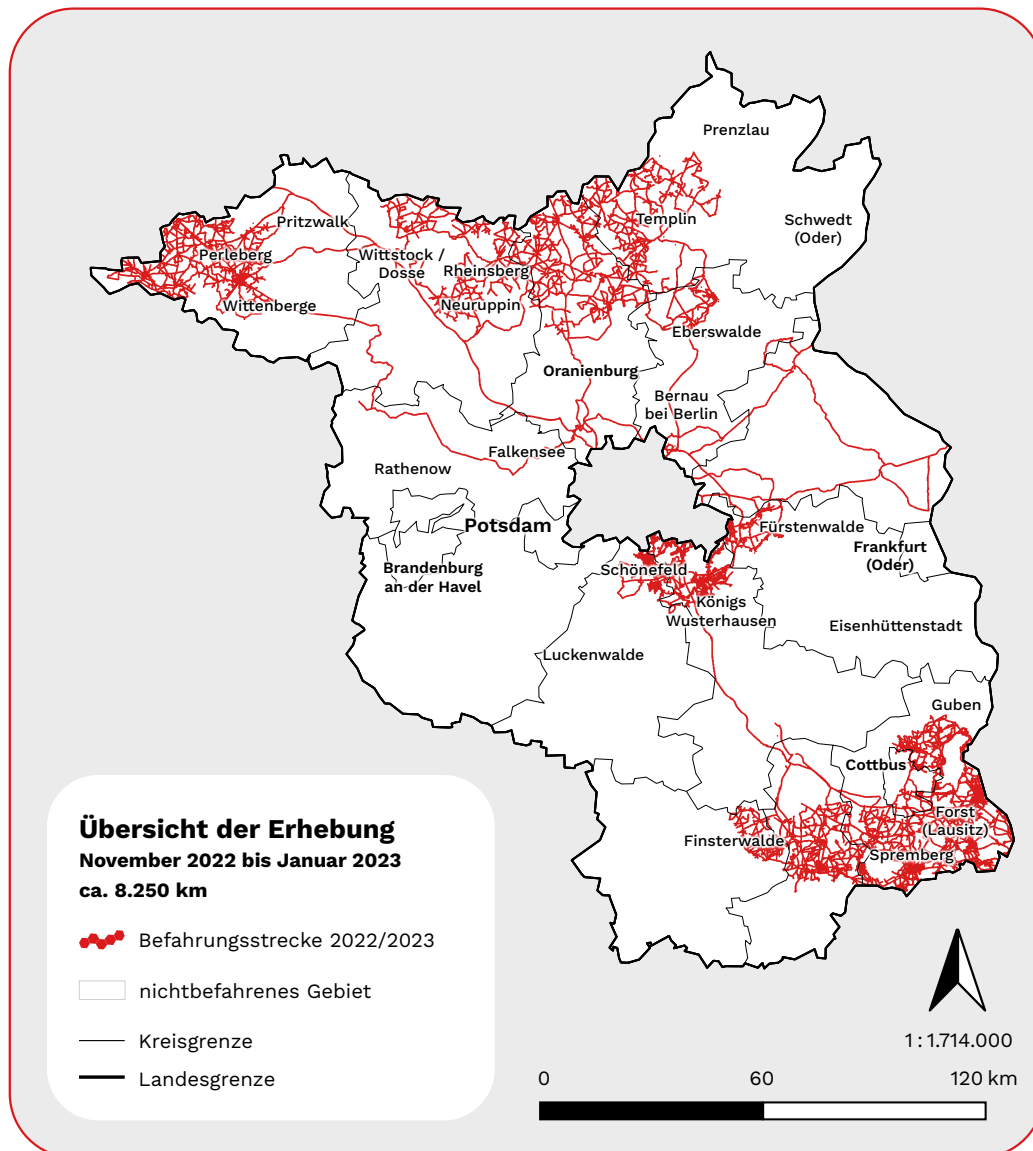 Prenzlau
Templin
Schwedt
(Oder)
Pritzwalk
Perleberg
Wittstock /
Dosse
Rheinsberg
Neuruppin
Wittenberge
Eberswalde
Oranienburg
Bernau
bei Berlin
Falkensee
Rathenow
Potsdam
Fürstenwalde
Frankfurt
(Oder)
Brandenburg
an der Havel
Schönefeld
Königs
Wusterhausen
Eisenhüttenstadt
Luckenwalde
Guben
Cottbus
Forst
(Lausitz)
Finsterwalde
Spremberg
Übersicht der Erhebung
November 2022 bis Januar 2023
ca. 8.250 km
Befahrungsstrecke 2022/2023
nichtbefahrenes Gebiet
Kreisgrenze
Landesgrenze
1 : 1.714.000
0 60 120 km